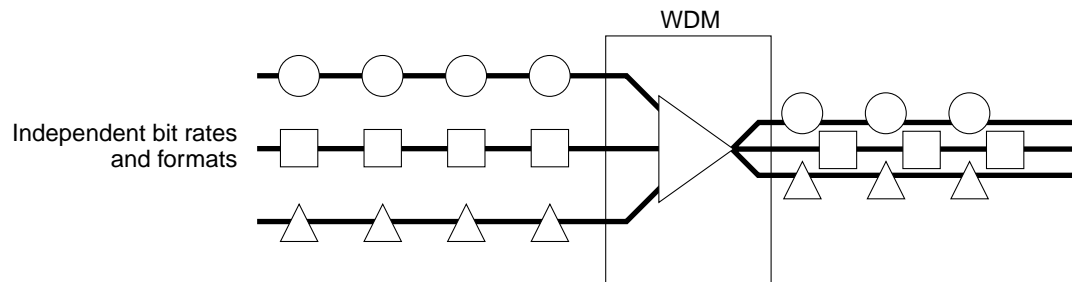 WDM
Independent bit rates
and formats